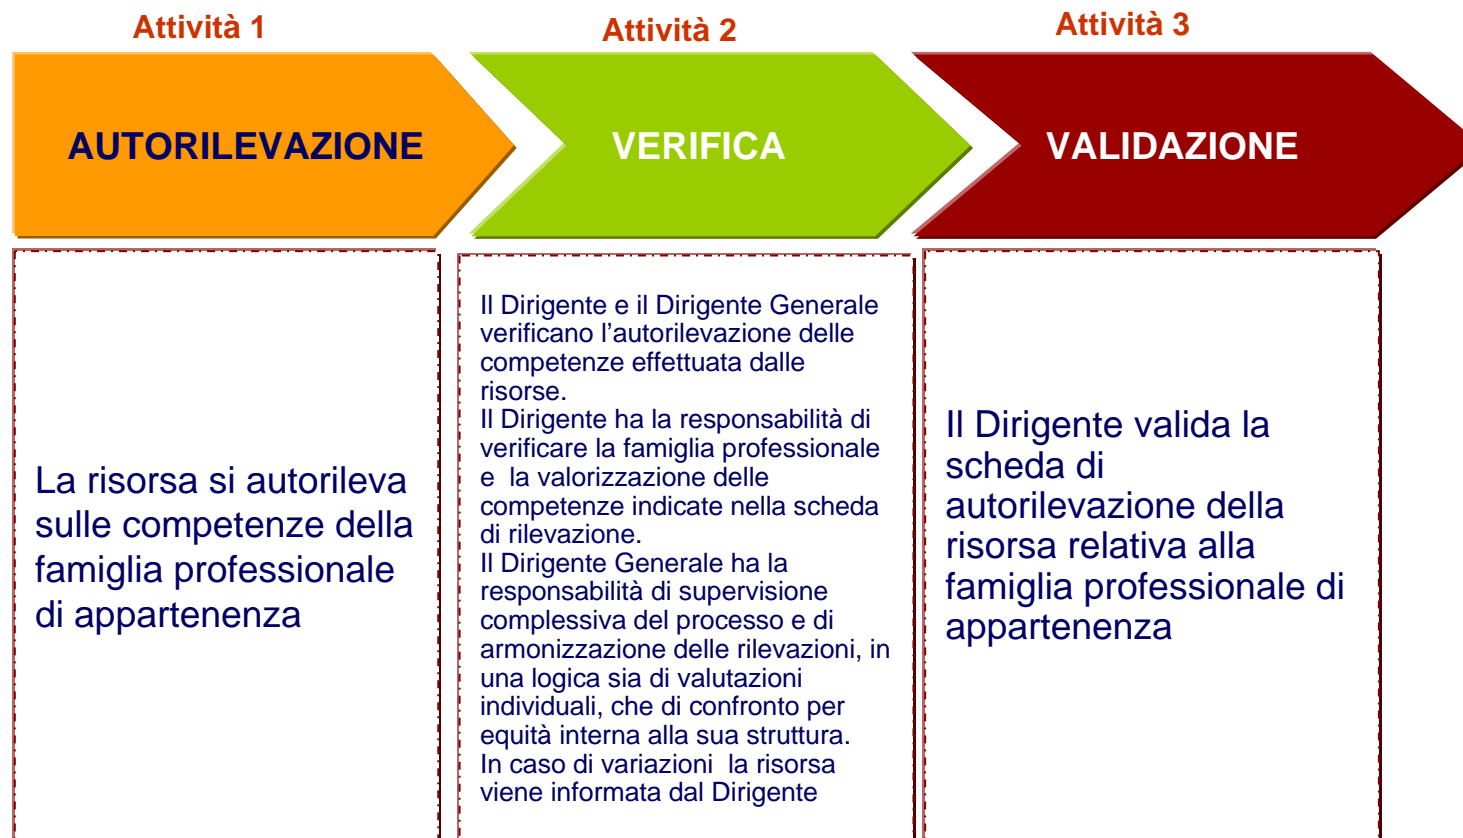 Attività 1
Attività 2
Attività 3
AUTORILEVAZIONE
VERIFICA
VALIDAZIONE
La risorsa si autorileva
sulle competenze della
famiglia professionale
di appartenenza
Il Dirigente e il Dirigente Generale
verificano l’autorilevazione delle
competenze effettuata dalle
risorse.
Il Dirigente ha la responsabilità di
verificare la famiglia professionale
e  la valorizzazione delle
competenze indicate nella scheda
di rilevazione.
Il Dirigente Generale ha la
responsabilità di supervisione
complessiva del processo e di
armonizzazione delle rilevazioni, in
una logica sia di valutazioni
individuali, che di confronto per
equità interna alla sua struttura.
In caso di variazioni  la risorsa
viene informata dal Dirigente
Il Dirigente valida la
scheda di
autorilevazione della
risorsa relativa alla
famiglia professionale di
appartenenza